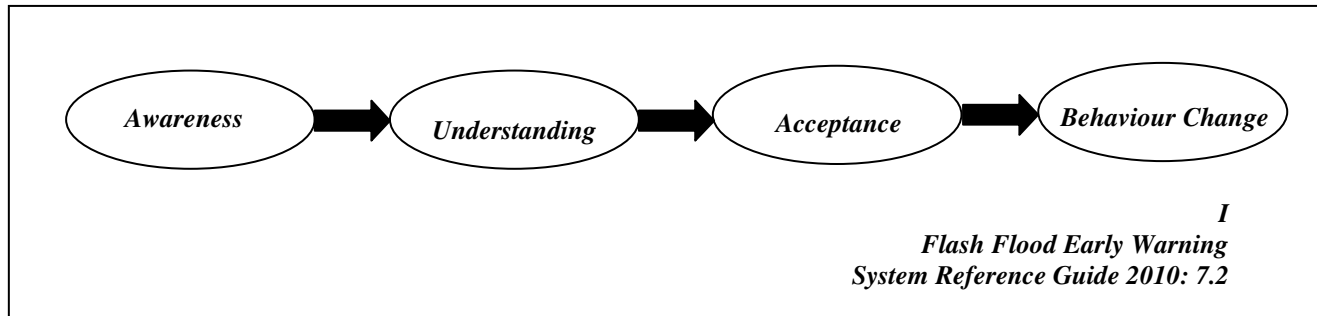 Awareness
Understanding
Acceptance
Behaviour Change
I
Flash Flood Early Warning
System Reference Guide 2010: 7.2